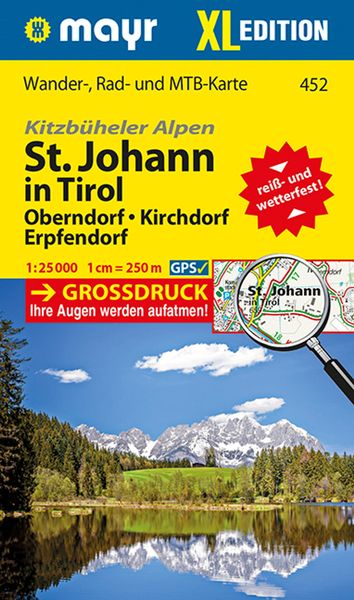 mayr
XL EDITION
Wander-, Rad- und MTB-Karte 452
Kitzbüheler Alpen
St. Johann
in Tirol
Oberndorf • Kirchdorf
Erpfendorf
reiß- und
wetterfest!
1:25 000 1 cm = 250 m GPS✓
→ GROSSDRUCK
Ihre Augen werden aufatmen!
St. Johann
in Tirol